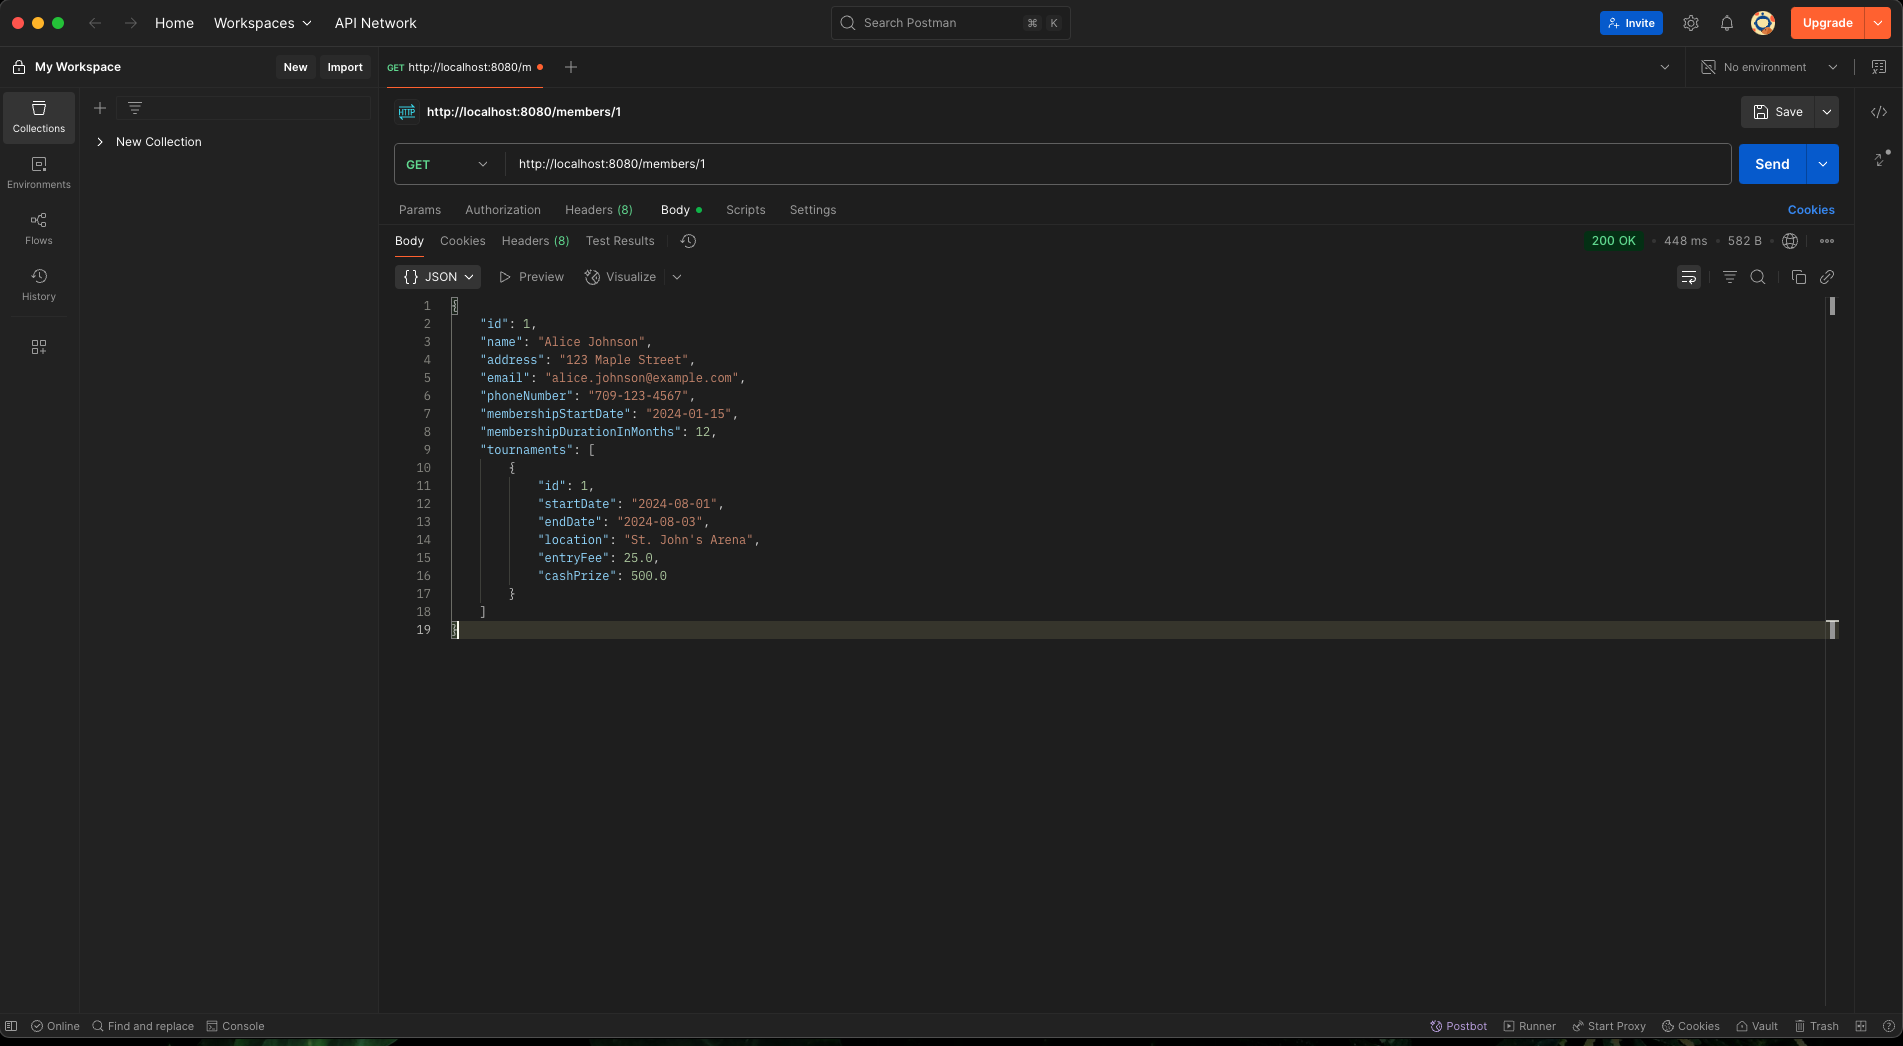 Home Workspaces API Network Search Postman ⌘ K Invite Upgrade
My Workspace New Import GET http://localhost:8080/m No environment
Collections
Environments
Flows
History
New Collection
HTTP http://localhost:8080/members/1 Save
GET http://localhost:8080/members/1 Send
Params Authorization Headers (8) Body Scripts Settings Cookies
Body Cookies Headers (8) Test Results 200 OK 448 ms 582 B
{} JSON Preview Visualize
1 {
2 "id": 1,
3 "name": "Alice Johnson",
4 "address": "123 Maple Street",
5 "email": "alice.johnson@example.com",
6 "phoneNumber": "709-123-4567",
7 "membershipStartDate": "2024-01-15",
8 "membershipDurationInMonths": 12,
9 "tournaments": [
10 {
11 "id": 1,
12 "startDate": "2024-08-01",
13 "endDate": "2024-08-03",
14 "location": "St. John's Arena",
15 "entryFee": 25.0,
16 "cashPrize": 500.0
17 }
18 ]
19 }
Online Find and replace Console Postbot Runner Start Proxy Cookies Vault Trash